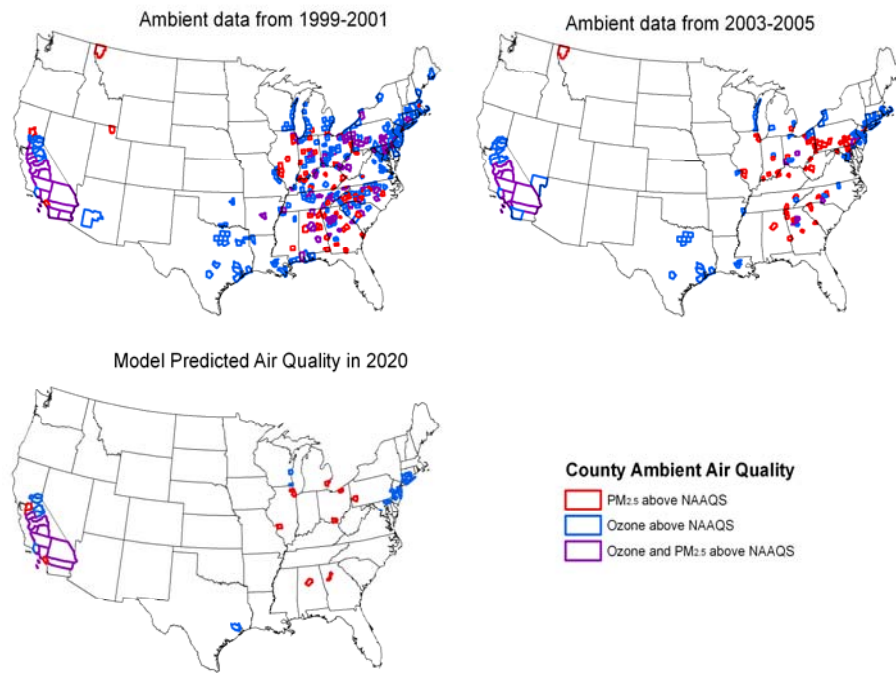 Ambient data from 1999-2001
Ambient data from 2003-2005
Model Predicted Air Quality in 2020
County Ambient Air Quality
PM2.5 above NAAQS
Ozone above NAAQS
Ozone and PM2.5 above NAAQS